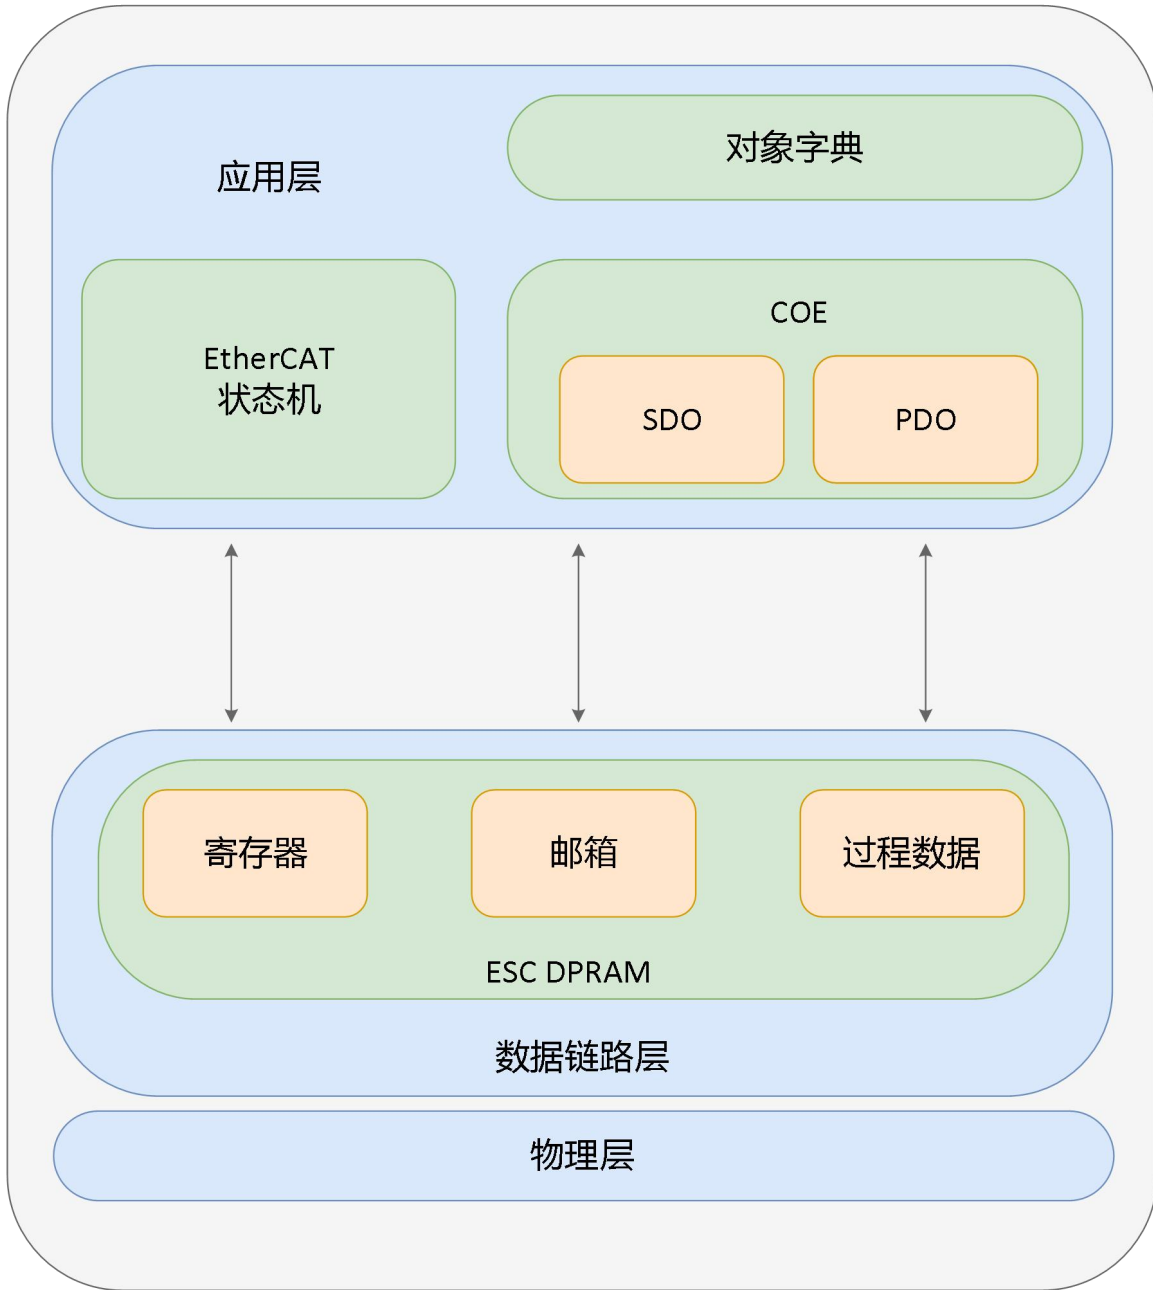 对象字典
应用层
COE
EtherCAT
状态机
SDO
PDO
寄存器
邮箱
过程数据
ESC DPRAM
数据链路层
物理层